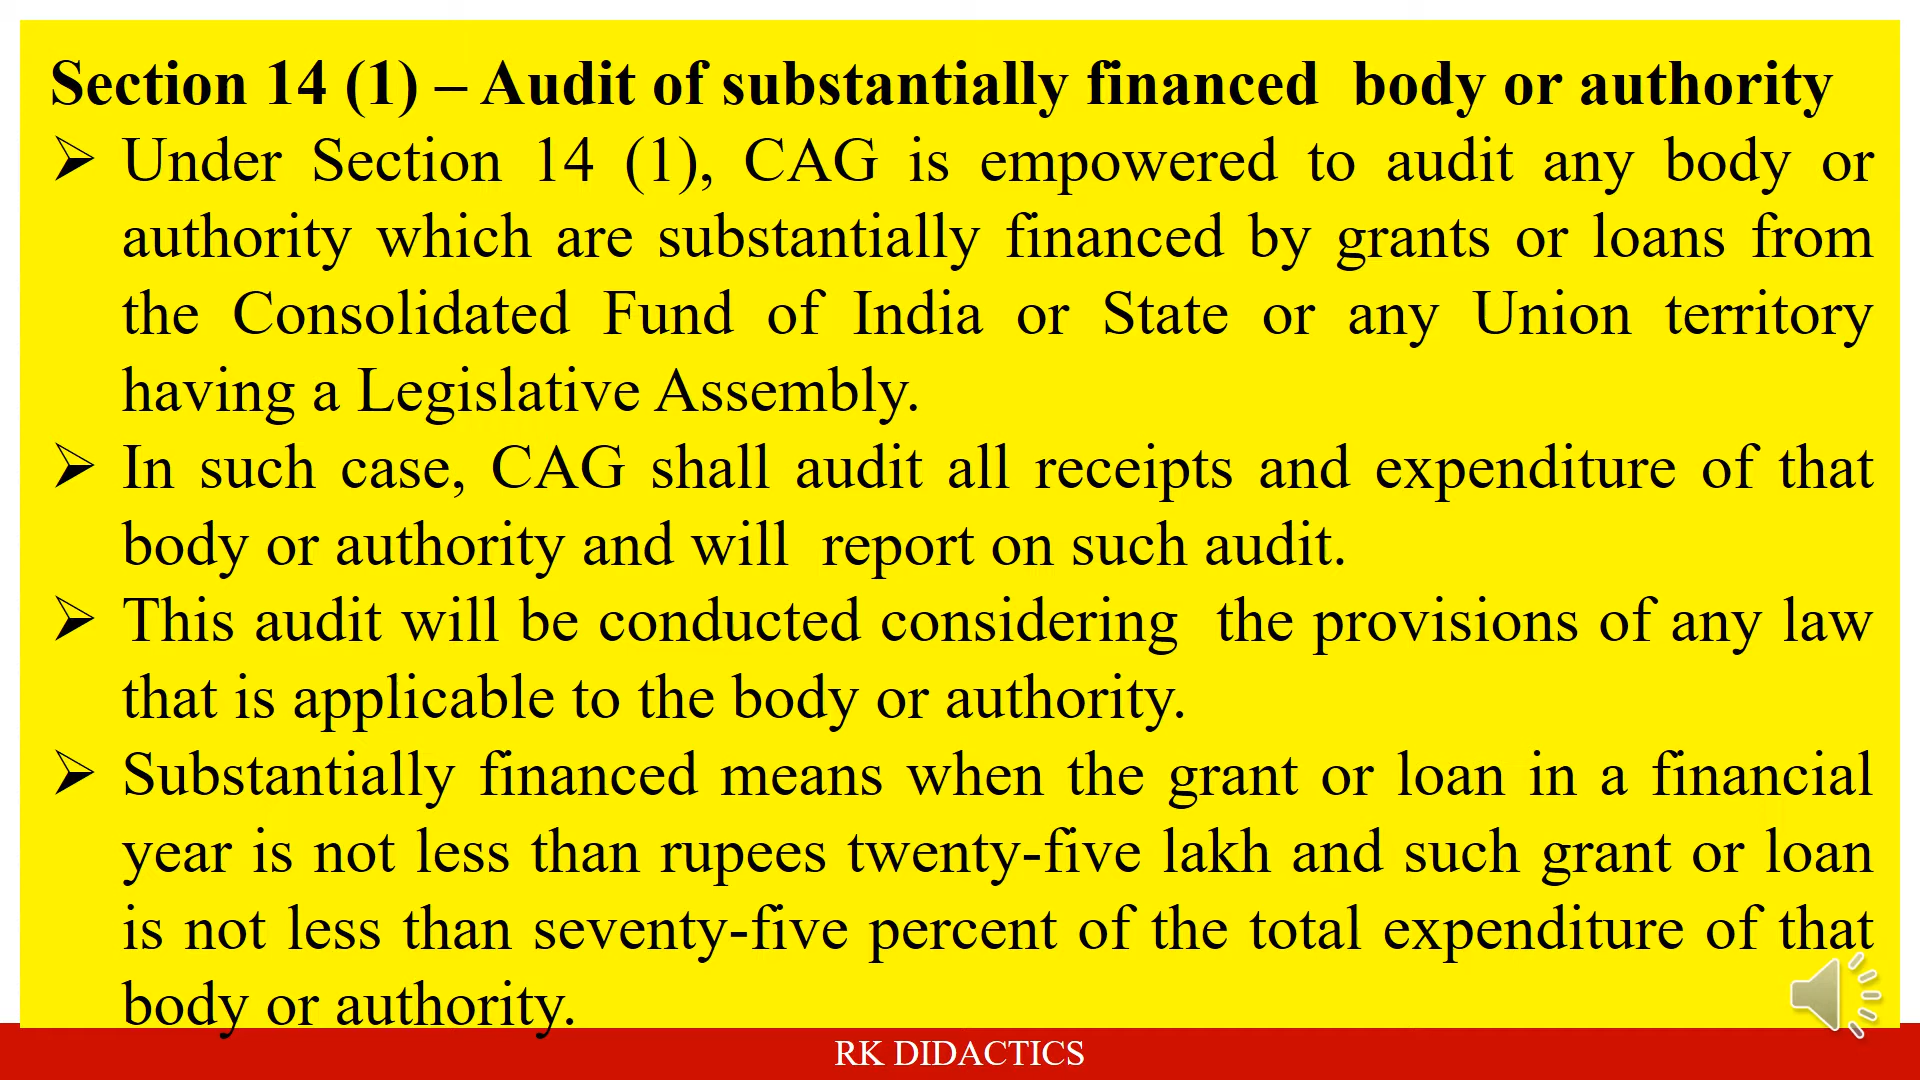 Section 14 (1) – Audit of substantially financed body or authority
➢ Under Section 14 (1), CAG is empowered to audit any body or
authority which are substantially financed by grants or loans from
the Consolidated Fund of India or State or any Union territory
having a Legislative Assembly.
➢ In such case, CAG shall audit all receipts and expenditure of that
body or authority and will report on such audit.
➢ This audit will be conducted considering the provisions of any law
that is applicable to the body or authority.
➢ Substantially financed means when the grant or loan in a financial
year is not less than rupees twenty-five lakh and such grant or loan
is not less than seventy-five percent of the total expenditure of that
body or authority.
RK DIDACTICS